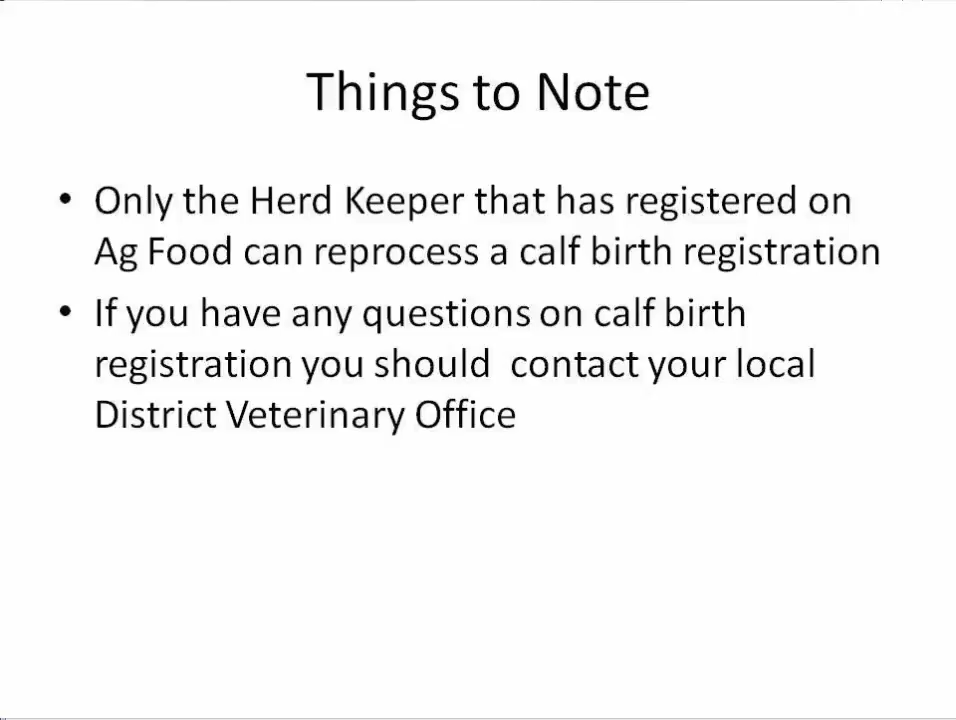 Things to Note
• Only the Herd Keeper that has registered on
Ag Food can reprocess a calf birth registration
• If you have any questions on calf birth
registration you should  contact your local
District Veterinary Office